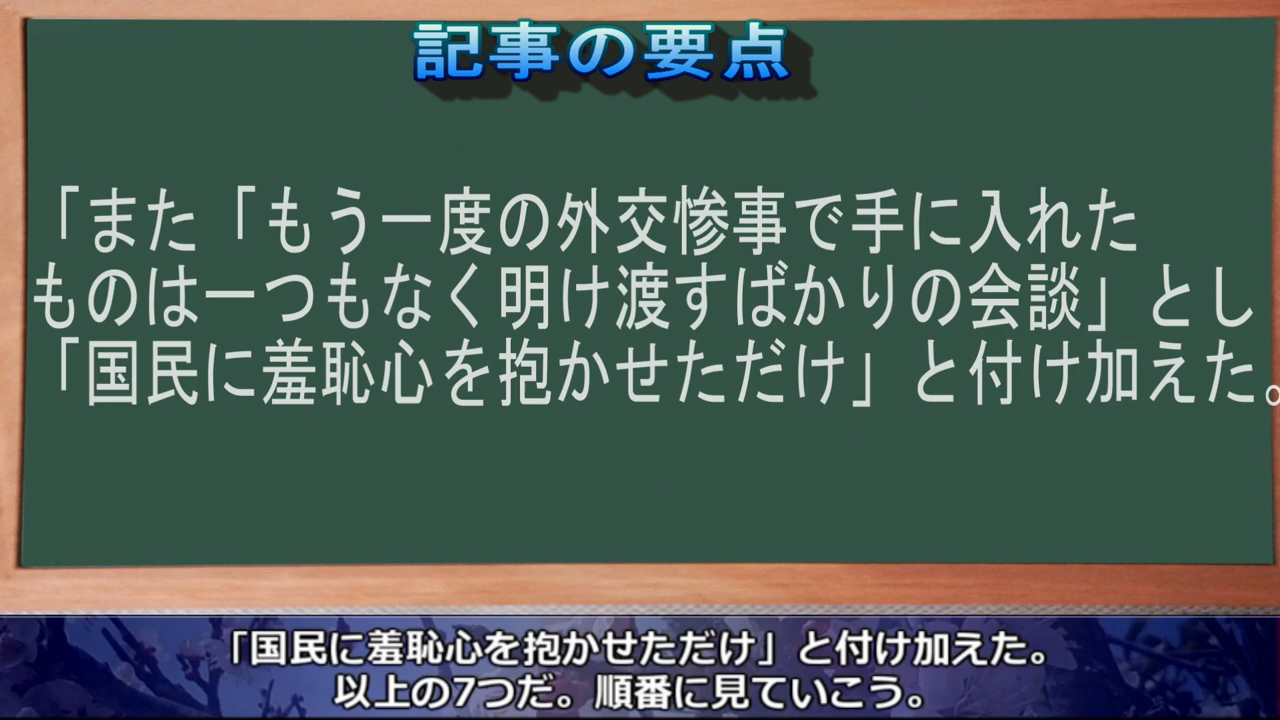 記事の要点
「また「もう一度の外交惨事で手に入れた
ものは一つもなく明け渡すばかりの会談」とし
「国民に羞恥心を抱かせただけ」と付け加えた。
「国民に羞恥心を抱かせただけ」と付け加えた。
以上の7つだ。順番に見ていこう。